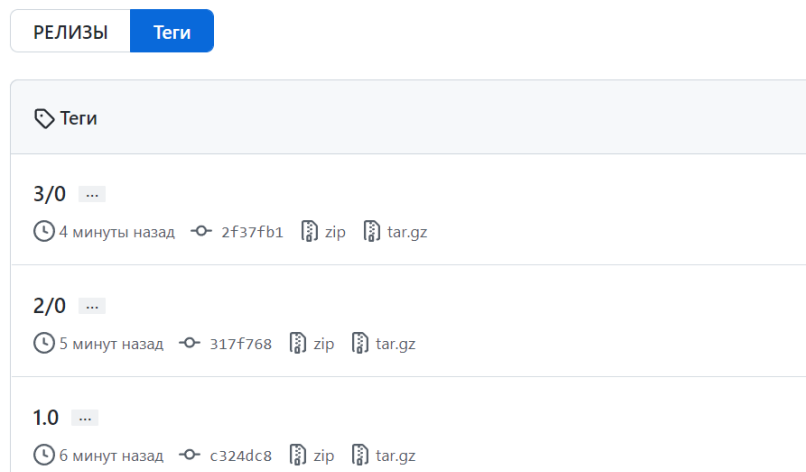 РЕЛИЗЫ Теги
Теги
3/0 ...
4 минуты назад 2f37fb1 zip tar.gz
2/0 ...
5 минут назад 317f768 zip tar.gz
1.0 ...
6 минут назад c324dc8 zip tar.gz